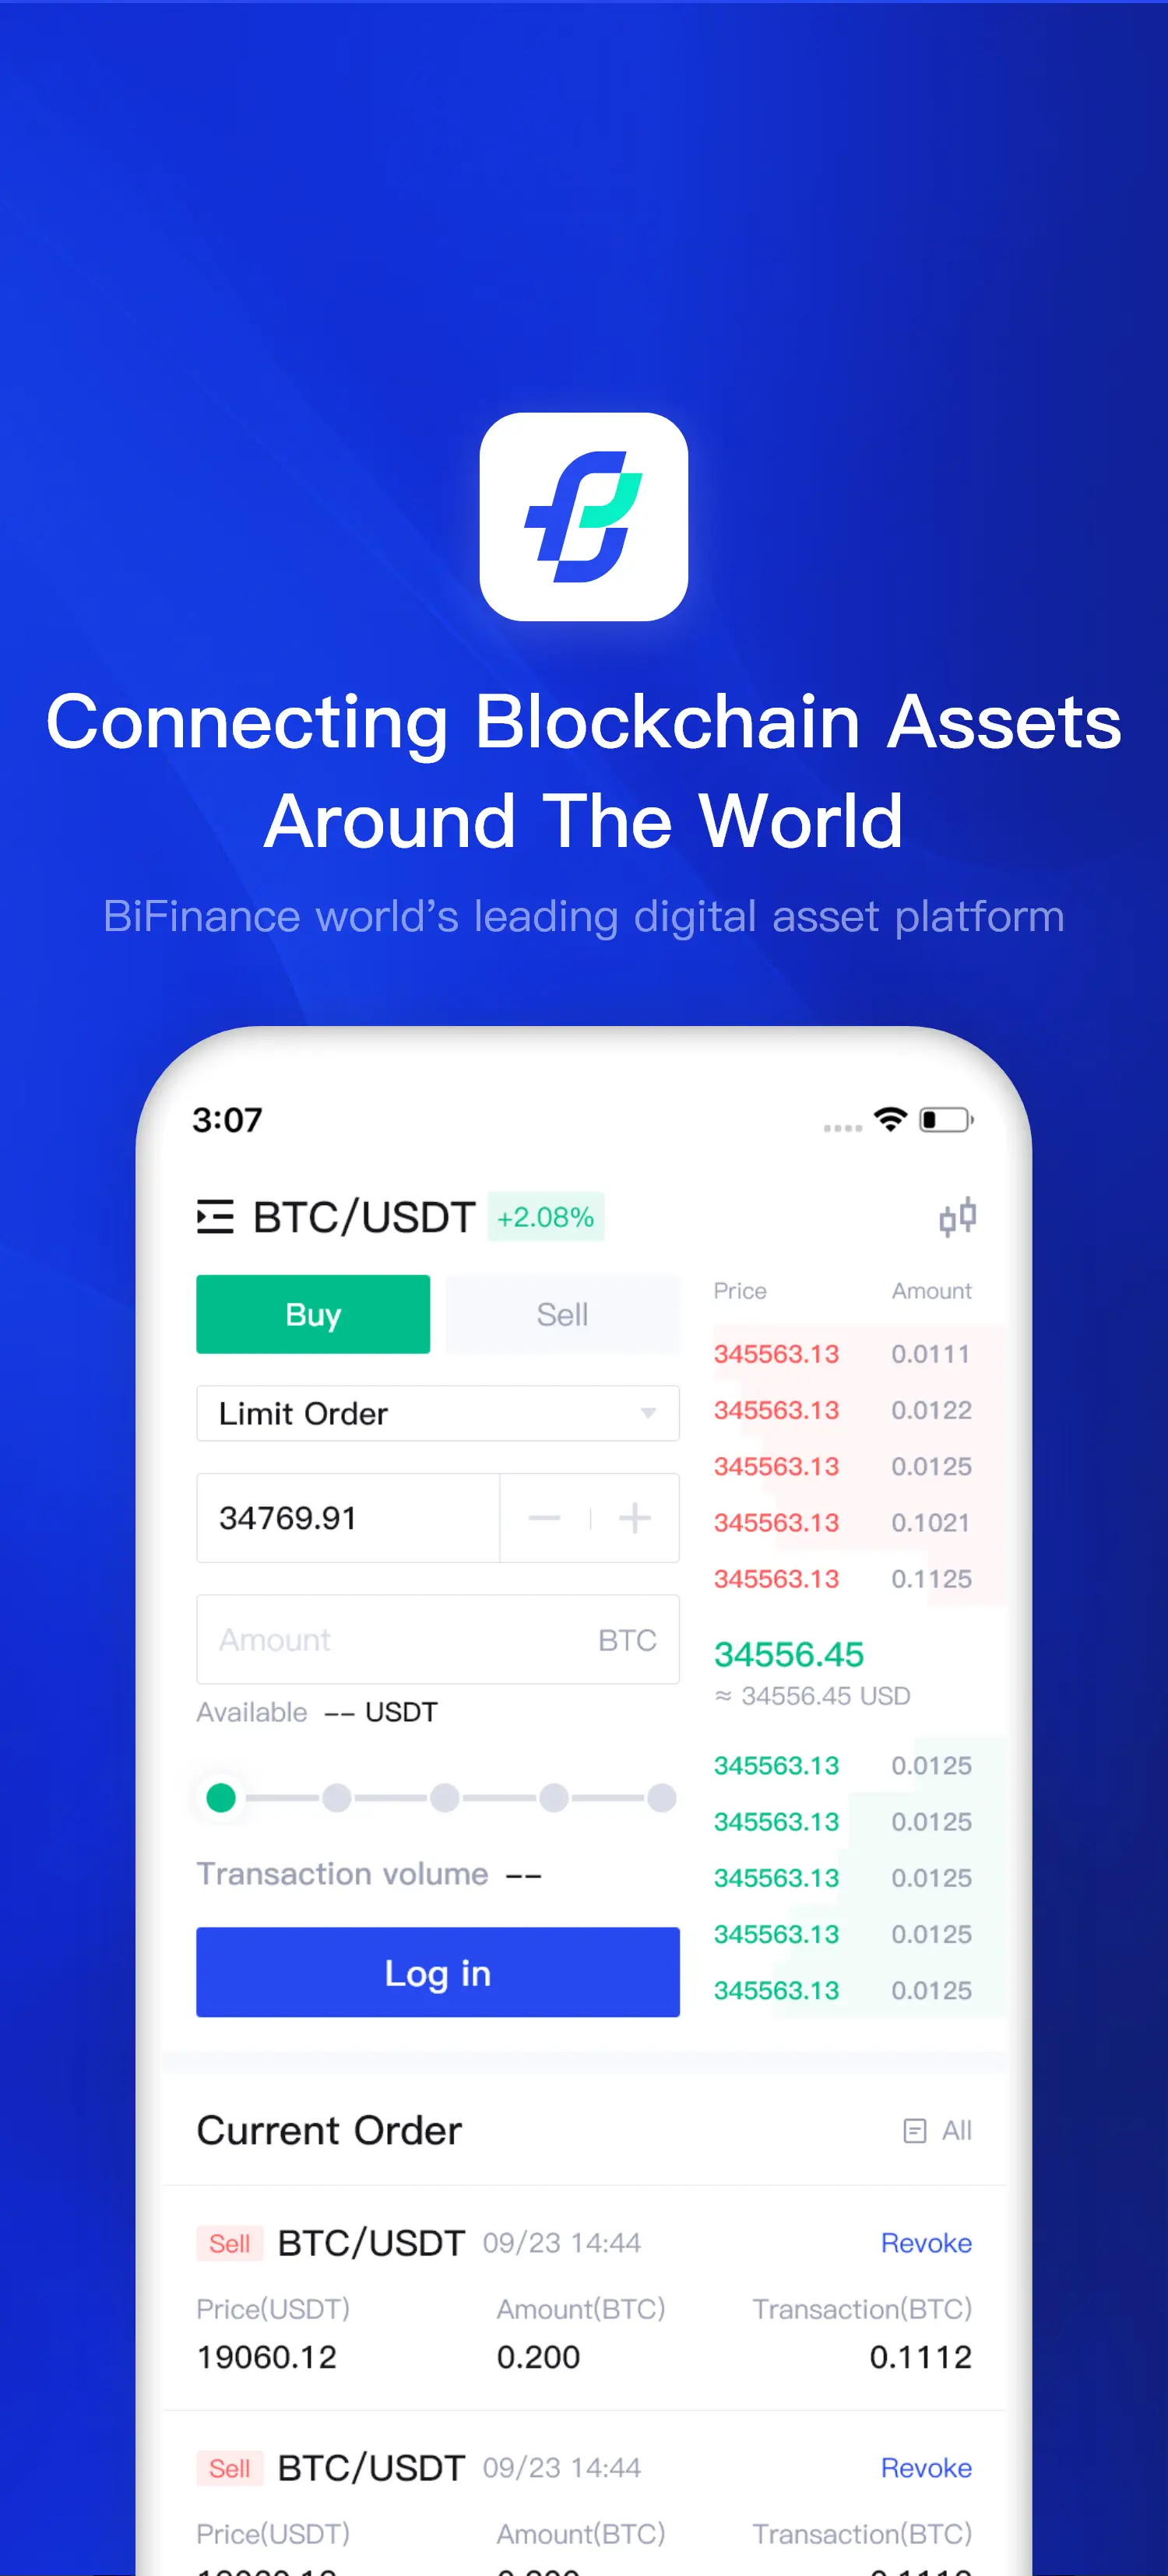 Connecting Blockchain Assets
Around The World
BiFinance world's leading digital asset platform
3:07
BTC/USDT +2.08%
Buy Sell
Limit Order
34769.91
Amount BTC
Available -- USDT
Transaction volume --
Log in
Price Amount
345563.13 0.0111
345563.13 0.0122
345563.13 0.0125
345563.13 0.1021
345563.13 0.1125
34556.45
≈ 34556.45 USD
345563.13 0.0125
345563.13 0.0125
345563.13 0.0125
345563.13 0.0125
345563.13 0.0125
Current Order All
Sell BTC/USDT 09/23 14:44 Revoke
Price(USDT) Amount(BTC) Transaction(BTC)
19060.12 0.200 0.1112
Sell BTC/USDT 09/23 14:44 Revoke
Price(USDT) Amount(BTC) Transaction(BTC)